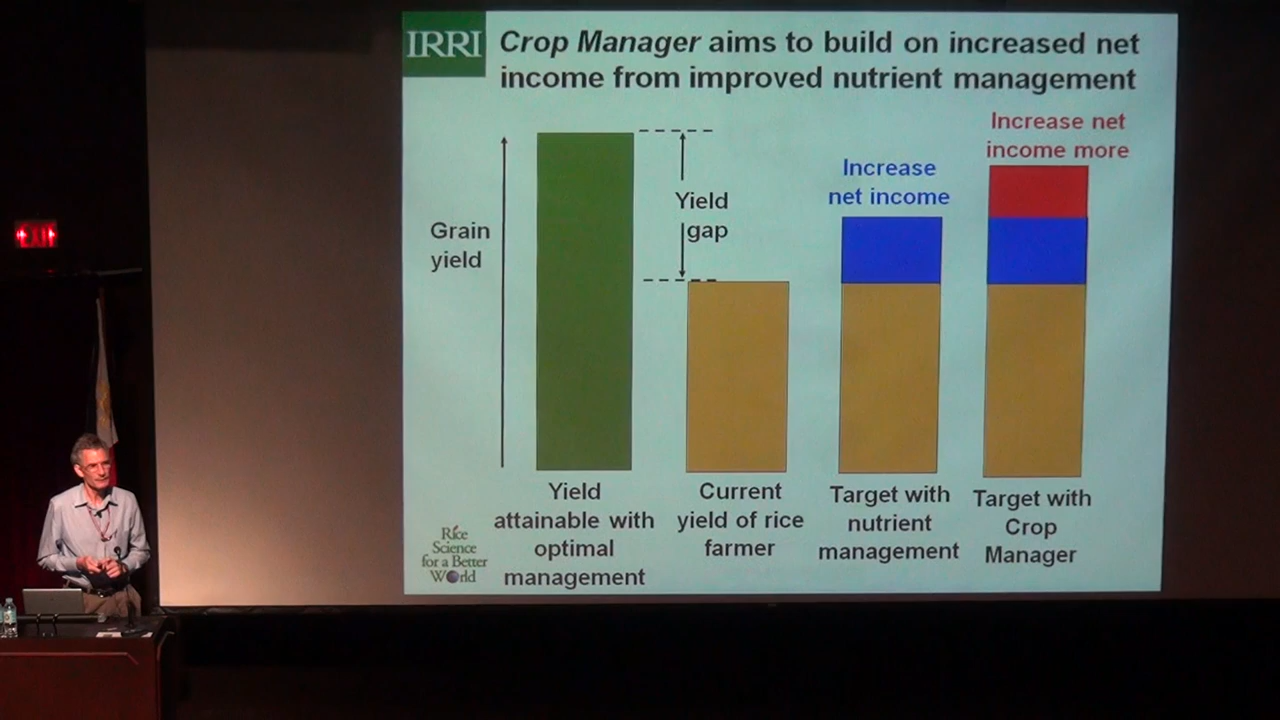 IRRI
Crop Manager aims to build on increased net
income from improved nutrient management
Increase net
income more
Increase
net income
Yield
gap
Grain
yield
Yield
attainable with
optimal
management
Current
yield of rice
farmer
Target with
nutrient
management
Target with
Crop
Manager
Rice
Science
for a Better
World
EXIT